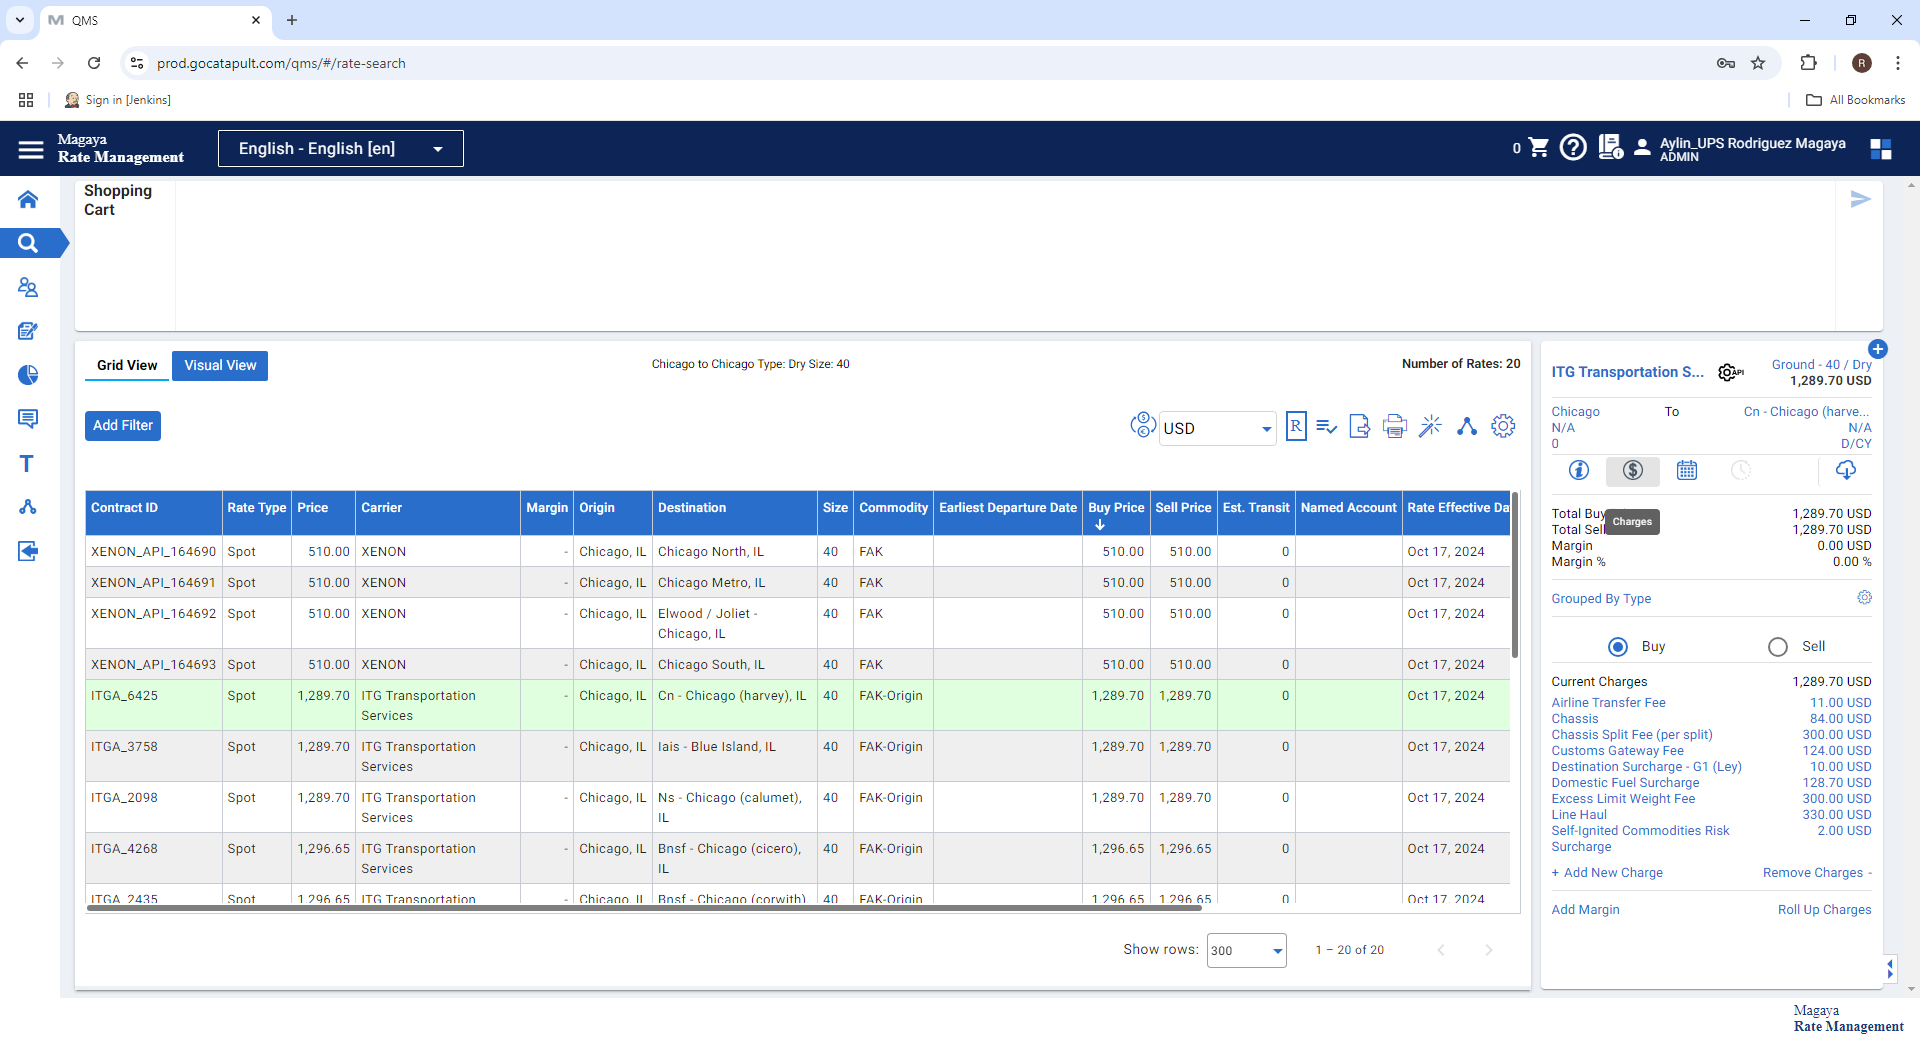 QMS
prod.gocatapult.com/qms/#/rate-search
R
Sign in [Jenkins]
All Bookmarks
Magaya
Rate Management
English - English [en]
0
Aylin_UPS Rodriguez Magaya
ADMIN
Shopping
Cart
Grid View
Visual View
Chicago to Chicago Type: Dry Size: 40
Number of Rates: 20
Add Filter
USD
R
Contract ID Rate Type Price Carrier Margin Origin Destination Size Commodity Earliest Departure Date Buy Price Sell Price Est. Transit Named Account Rate Effective Da
XENON_API_164690 Spot 510.00 XENON - Chicago, IL Chicago North, IL 40 FAK 510.00 510.00 0 Oct 17, 2024
XENON_API_164691 Spot 510.00 XENON - Chicago, IL Chicago Metro, IL 40 FAK 510.00 510.00 0 Oct 17, 2024
XENON_API_164692 Spot 510.00 XENON - Chicago, IL Elwood / Joliet - 40 FAK 510.00 510.00 0 Oct 17, 2024
Chicago, IL
XENON_API_164693 Spot 510.00 XENON - Chicago, IL Chicago South, IL 40 FAK 510.00 510.00 0 Oct 17, 2024
ITGA_6425 Spot 1,289.70 ITG Transportation - Chicago, IL Cn - Chicago (harvey), IL 40 FAK-Origin 1,289.70 1,289.70 0 Oct 17, 2024
Services
ITGA_3758 Spot 1,289.70 ITG Transportation - Chicago, IL Iais - Blue Island, IL 40 FAK-Origin 1,289.70 1,289.70 0 Oct 17, 2024
Services
ITGA_2098 Spot 1,289.70 ITG Transportation - Chicago, IL Ns - Chicago (calumet), 40 FAK-Origin 1,289.70 1,289.70 0 Oct 17, 2024
Services IL
ITGA_4268 Spot 1,296.65 ITG Transportation - Chicago, IL Bnsf - Chicago (cicero), 40 FAK-Origin 1,296.65 1,296.65 0 Oct 17, 2024
Services IL
ITGA_2435 Spot 1,296.65 ITG Transportation - Chicago, IL Bnsf - Chicago (corwith), 40 FAK-Origin 1,296.65 1,296.65 0 Oct 17, 2024
Show rows: 300 1 – 20 of 20
ITG Transportation S...
API
Ground - 40 / Dry
1,289.70 USD
Chicago To Cn - Chicago (harve...
N/A N/A
0 D/CY
Total Buy 1,289.70 USD
Charges
Total Sell 1,289.70 USD
Margin 0.00 USD
Margin % 0.00 %
Grouped By Type
Buy Sell
Current Charges 1,289.70 USD
Airline Transfer Fee 11.00 USD
Chassis 84.00 USD
Chassis Split Fee (per split) 300.00 USD
Customs Gateway Fee 124.00 USD
Destination Surcharge - G1 (Ley) 10.00 USD
Domestic Fuel Surcharge 128.70 USD
Excess Limit Weight Fee 300.00 USD
Line Haul 330.00 USD
Self-Ignited Commodities Risk 2.00 USD
Surcharge
+ Add New Charge Remove Charges -
Add Margin Roll Up Charges
Magaya
Rate Management